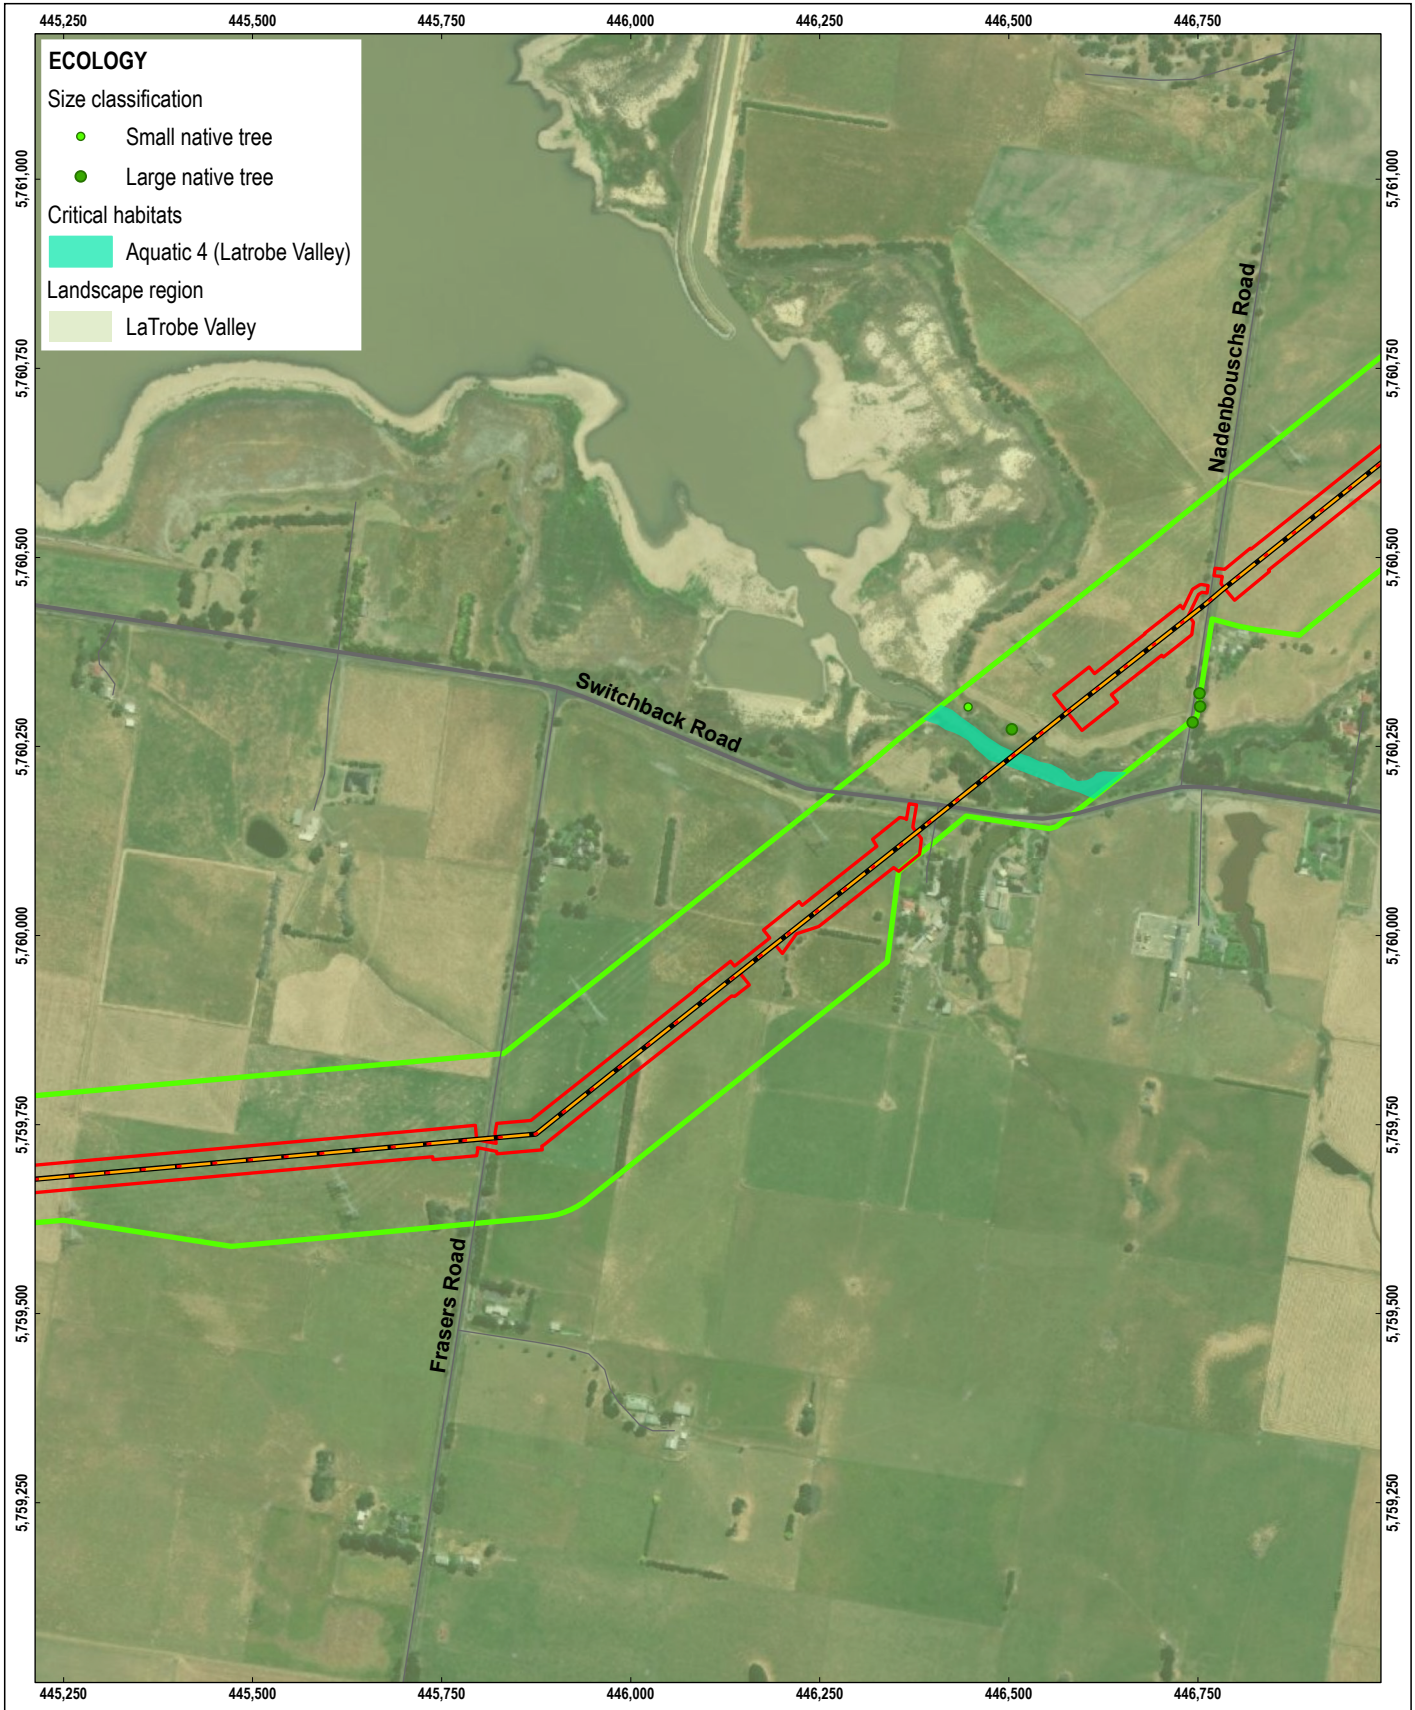 445,250 445,500 445,750 446,000 446,250 446,500 446,750
ECOLOGY
Size classification
Small native tree
Large native tree
Critical habitats
Aquatic 4 (Latrobe Valley)
Landscape region
LaTrobe Valley
5,761,000
5,760,750
5,760,500
5,760,250
5,760,000
5,759,750
5,759,500
5,759,250
Nadenbouschs Road
Switchback Road
Frasers Road
5,761,000
5,760,750
5,760,500
5,760,250
5,760,000
5,759,750
5,759,500
5,759,250
445,250 445,500 445,750 446,000 446,250 446,500 446,750